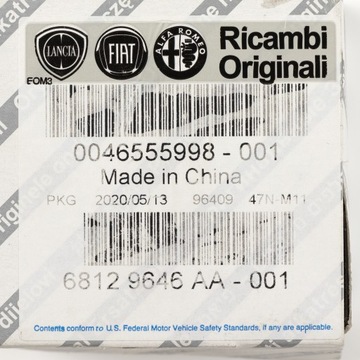 LANCIA FIAT ALFA ROMEO
Ricambi
Originali
EOM3
0046555998 - 001
Made in China
PKG 2020/05/13 96409 47N-M11
6812 9646 AA - 001
Contents conform to U.S. Federal Motor Vehicle Safety Standards, if any are applicable.